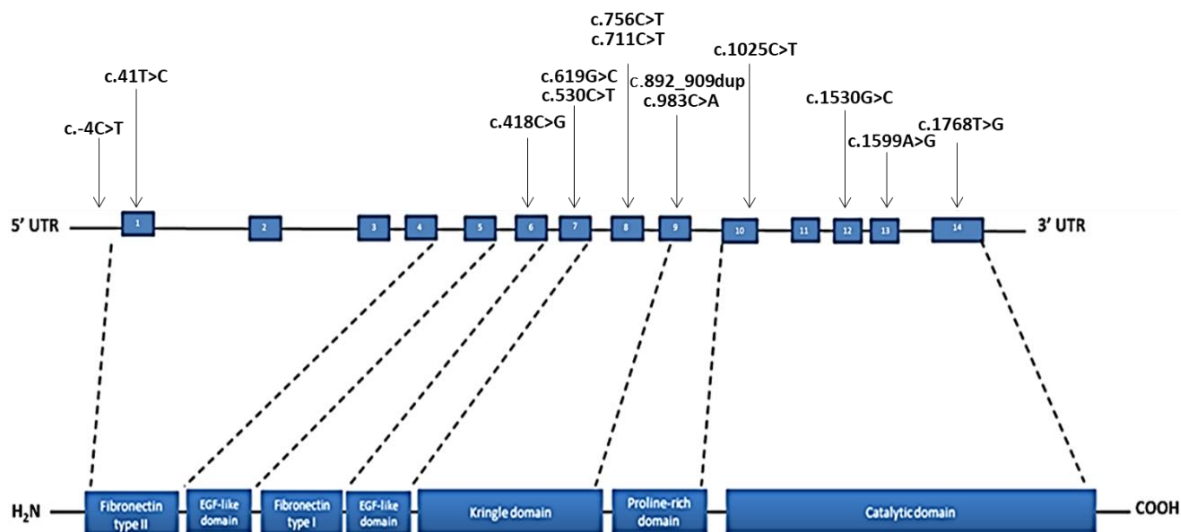 c.756C>T
c.711C>T
c.1025C>T
c.41T>C
c.619G>C
c.892_909dup
c.530C>T
c.983C>A
c.1530G>C
c.-4C>T
c.418C>G
c.1768T>G
c.1599A>G
5' UTR
1
2
3
4
5
6
7
8
9
10
11
12
13
14
3' UTR
H₂N
Fibronectin
type II
EGF-like
domain
Fibronectin
type I
EGF-like
domain
Kringle domain
Proline-rich
domain
Catalytic domain
COOH